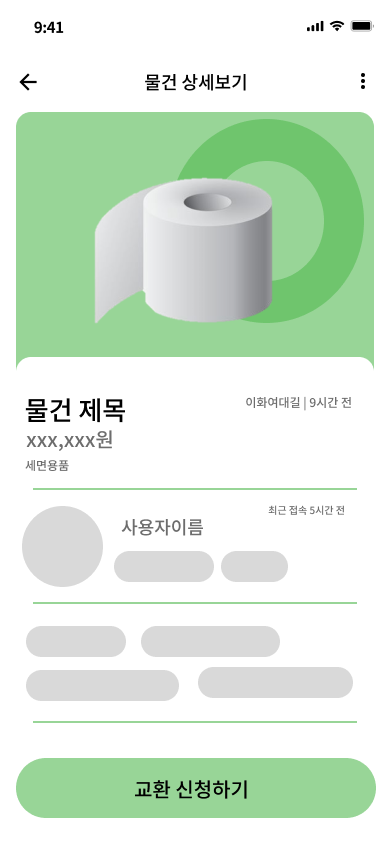 9:41
물건 상세보기
물건 제목
이화여대길 | 9시간 전
xxx,xxx원
세면용품
최근 접속 5시간 전
사용자이름
교환 신청하기